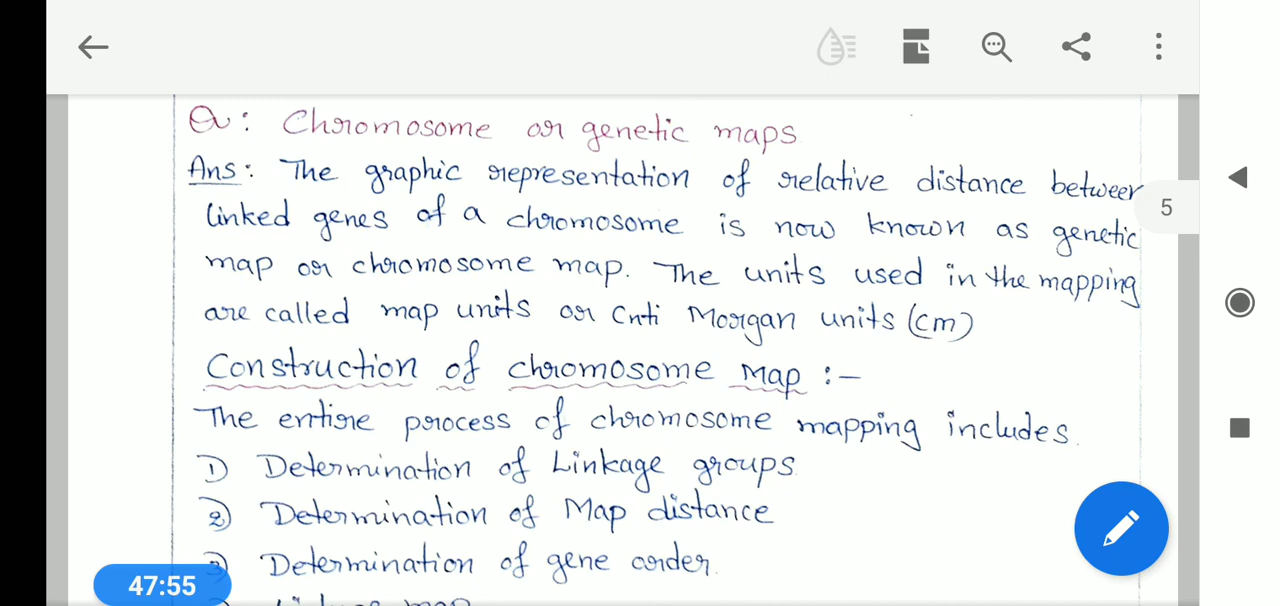 Q: Chromosome or genetic maps
Ans: The graphic representation of relative distance between
linked genes of a chromosome is now known as genetic
map or chromosome map. The units used in the mapping
are called map units or Cnti Morgan units (cm)
Construction of chromosome Map :-
The entire process of chromosome mapping includes.
1) Determination of Linkage groups
2) Determination of Map distance
3) Determination of gene order.
map
5
47:55